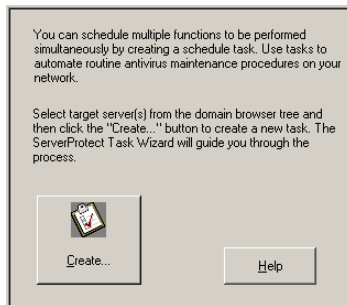 You can schedule multiple functions to be performed
simultaneously by creating a schedule task. Use tasks to
automate routine antivirus maintenance procedures on your
network.
Select target server(s) from the domain browser tree and
then click the "Create..." button to create a new task. The
ServerProtect Task Wizard will guide you through the
process.
Create...
Help